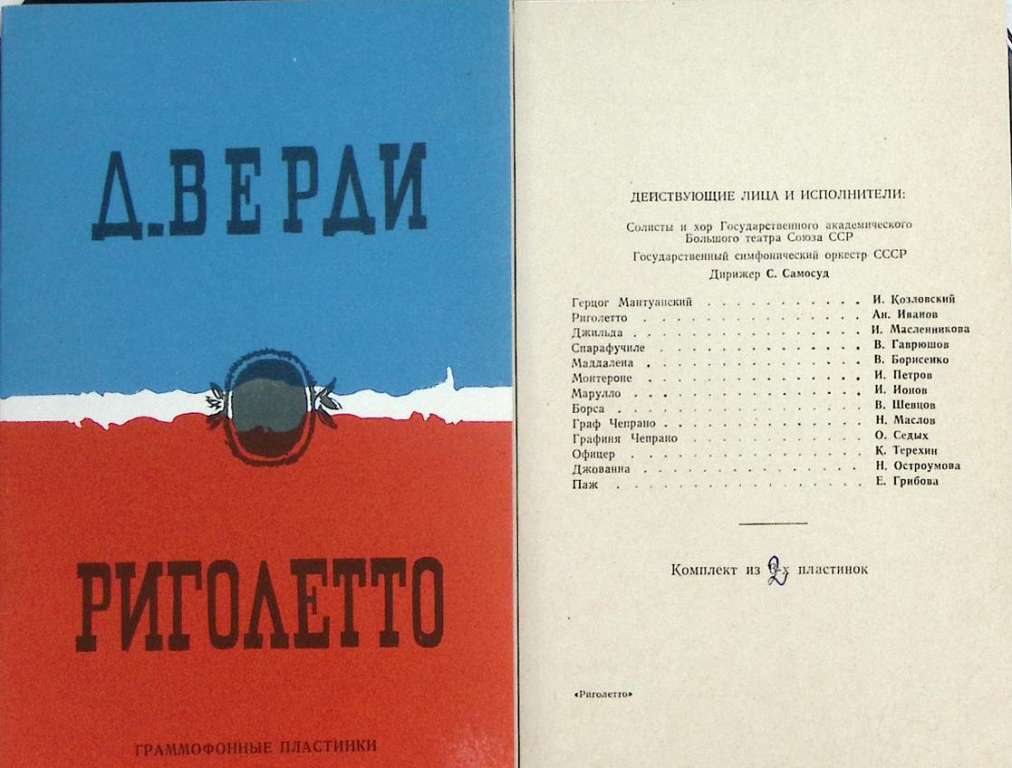 Д.ВЕРДИ
РИГОЛЕТТО
ГРАММОФОННЫЕ ПЛАСТИНКИ
ДЕЙСТВУЮЩИЕ ЛИЦА И ИСПОЛНИТЕЛИ:
Солисты и хор Государственного академического
Большого театра Союза ССР
Государственный симфонический оркестр СССР
Дирижер С. Самосуд
Герцог Мантуанский . . . . . . . . . . И. Козловский
Риголетто . . . . . . . . . . . . . . Ан. Иванов
Джильда . . . . . . . . . . . . . . И. Масленникова
Спарафучиле . . . . . . . . . . . . . В. Гаврюшов
Маддалена . . . . . . . . . . . . . В. Борисенко
Монтероне . . . . . . . . . . . . . . И. Петров
Марулло . . . . . . . . . . . . . . И. Ионов
Борса . . . . . . . . . . . . . . . В. Шевцов
Граф Чепрано . . . . . . . . . . . . . Н. Маслов
Графиня Чепрано . . . . . . . . . . . О. Седых
Офицер . . . . . . . . . . . . . . . К. Терехин
Джованна . . . . . . . . . . . . . . Н. Остроумова
Паж . . . . . . . . . . . . . . . Е. Грибова
Комплект из 2-х пластинок
«Риголетто»